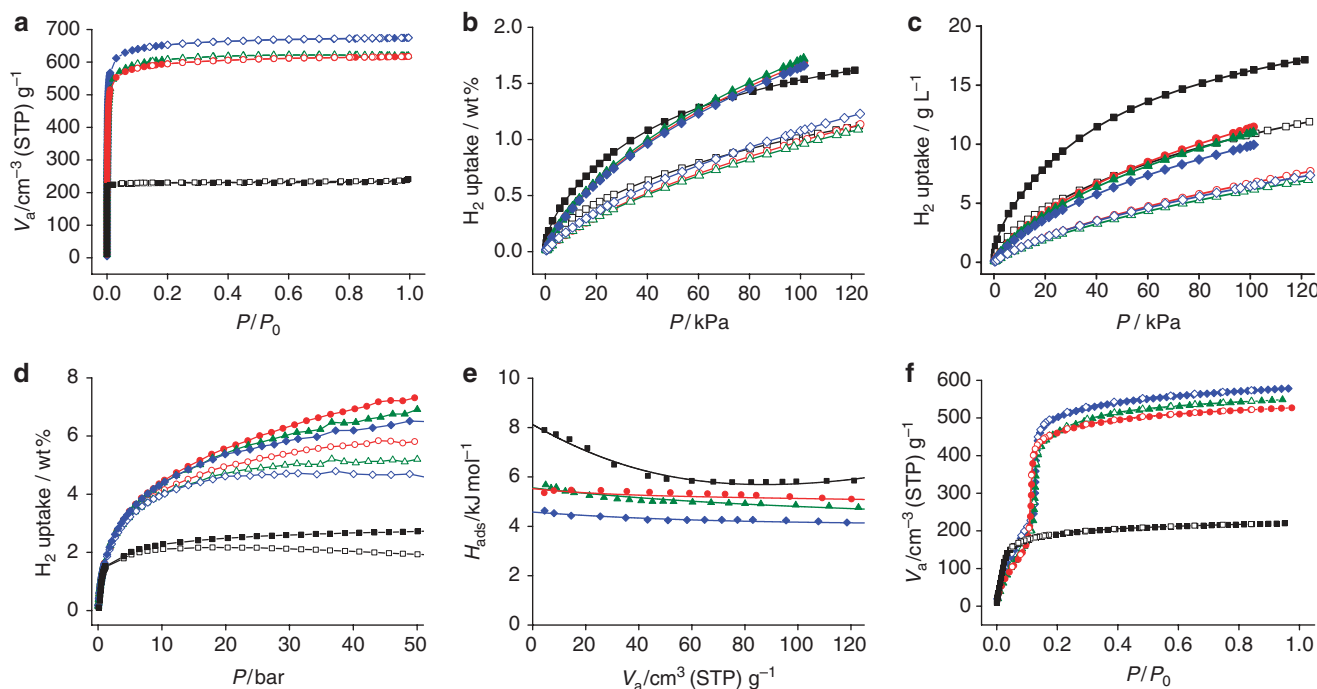 a
700
600
500
400
300
200
100
0
Vₐ/cm⁻³ (STP) g⁻¹
0.0 0.2 0.4 0.6 0.8 1.0
P/P₀
b
2.0
1.5
1.0
0.5
0.0
H₂ uptake / wt%
0 20 40 60 80 100 120
P/kPa
c
20
15
10
5
0
H₂ uptake / g L⁻¹
0 20 40 60 80 100 120
P / kPa
d
8
6
4
2
0
H₂ uptake / wt%
0 10 20 30 40 50
P/bar
e
10
8
6
4
2
0
H_ads/kJ mol⁻¹
0 20 40 60 80 100 120
Vₐ/cm³ (STP) g⁻¹
f
600
500
400
300
200
100
0
Vₐ/cm⁻³ (STP) g⁻¹
0.0 0.2 0.4 0.6 0.8 1.0
P/P₀